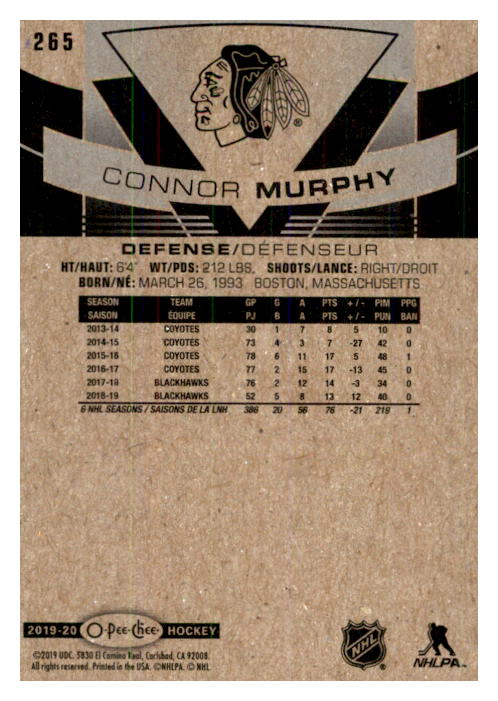 265
CONNOR MURPHY
DEFENSE/DÉFENSEUR
HT/HAUT: 6'4" WT/PDS: 212 LBS. SHOOTS/LANCE: RIGHT/DROIT
BORN/NÉ: MARCH 26, 1993 BOSTON, MASSACHUSETTS
SEASON TEAM GP G A PTS +/- PIM PPG
SAISON ÉQUIPE PJ B A PTS +/- PUN BAN
2013-14 COYOTES 30 1 7 8 5 10 0
2014-15 COYOTES 73 4 3 7 -27 42 0
2015-16 COYOTES 78 6 11 17 5 48 1
2016-17 COYOTES 77 2 15 17 -13 45 0
2017-18 BLACKHAWKS 76 2 12 14 -3 34 0
2018-19 BLACKHAWKS 52 5 8 13 12 40 0
6 NHL SEASONS / SAISONS DE LA LNH 386 20 56 76 -21 219 1
2019-20 O-Pee-Chee HOCKEY
©2019 UDC. 5830 El Camino Real, Carlsbad, CA 92008.
All rights reserved. Printed in the USA. ©NHLPA. © NHL.
NHL
NHLPA